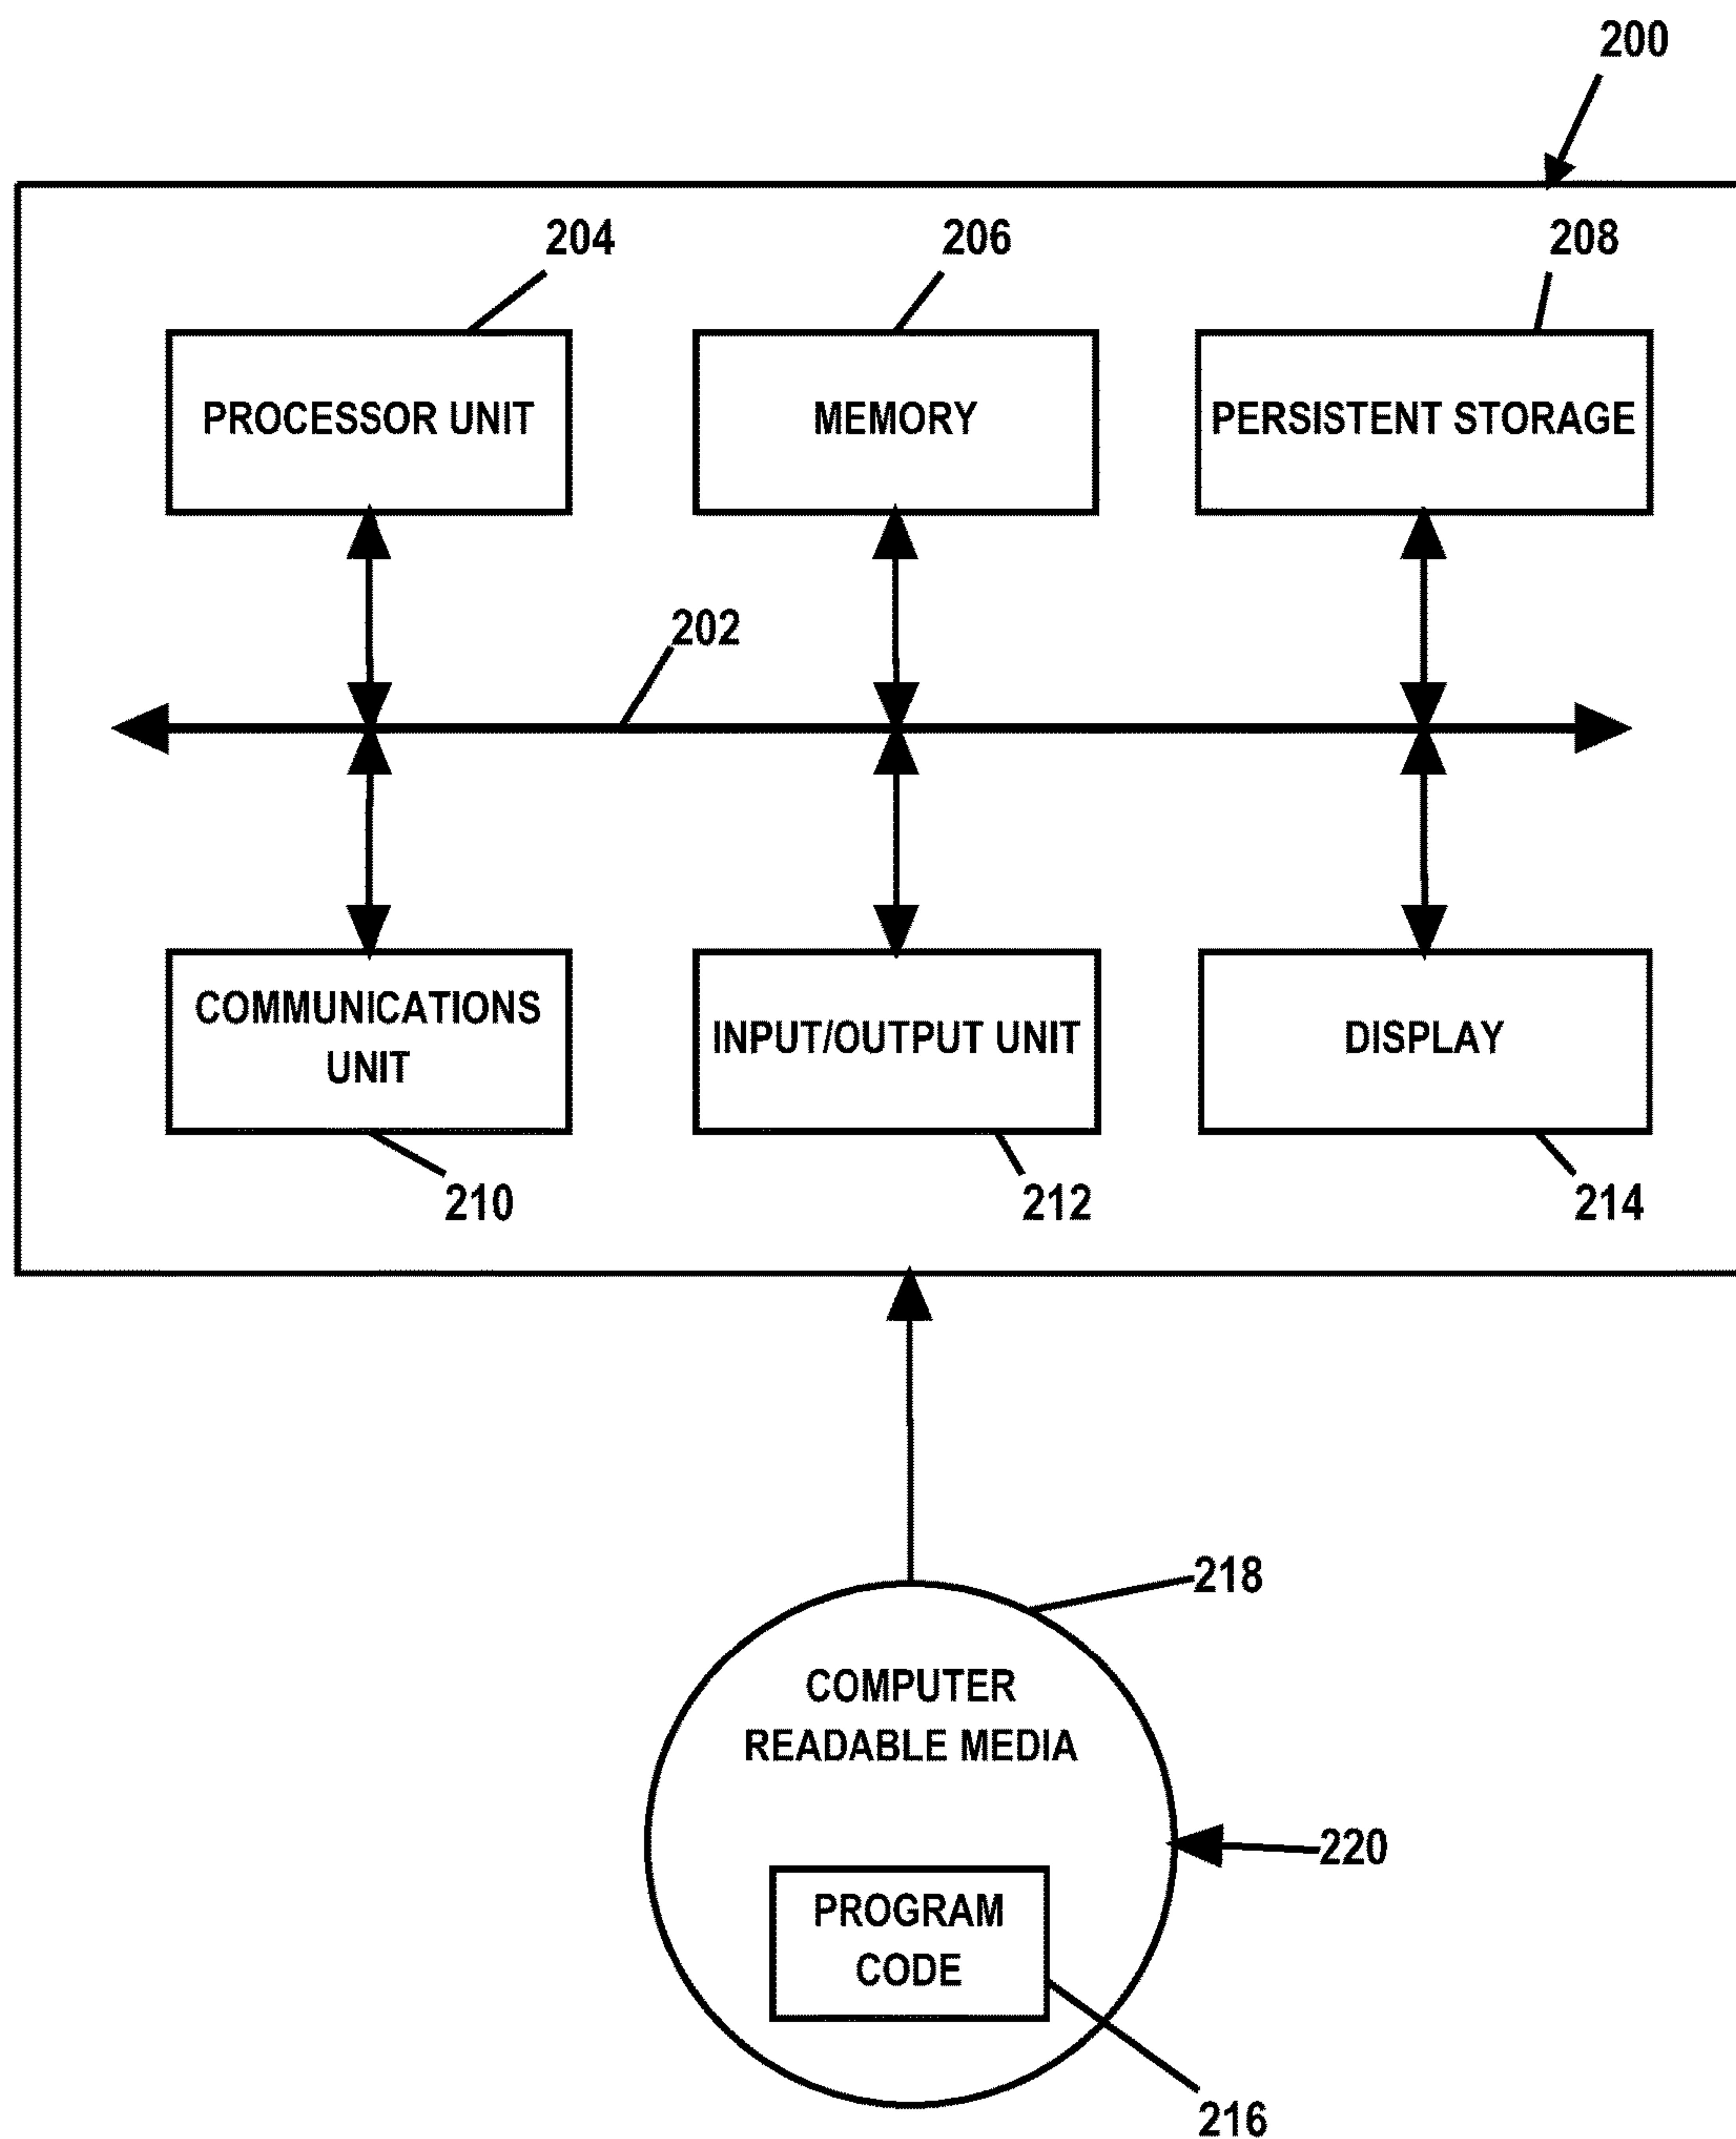 200
204
206
208
PROCESSOR UNIT
MEMORY
PERSISTENT STORAGE
202
COMMUNICATIONS
UNIT
INPUT/OUTPUT UNIT
DISPLAY
210
212
214
218
COMPUTER
READABLE MEDIA
220
PROGRAM
CODE
216